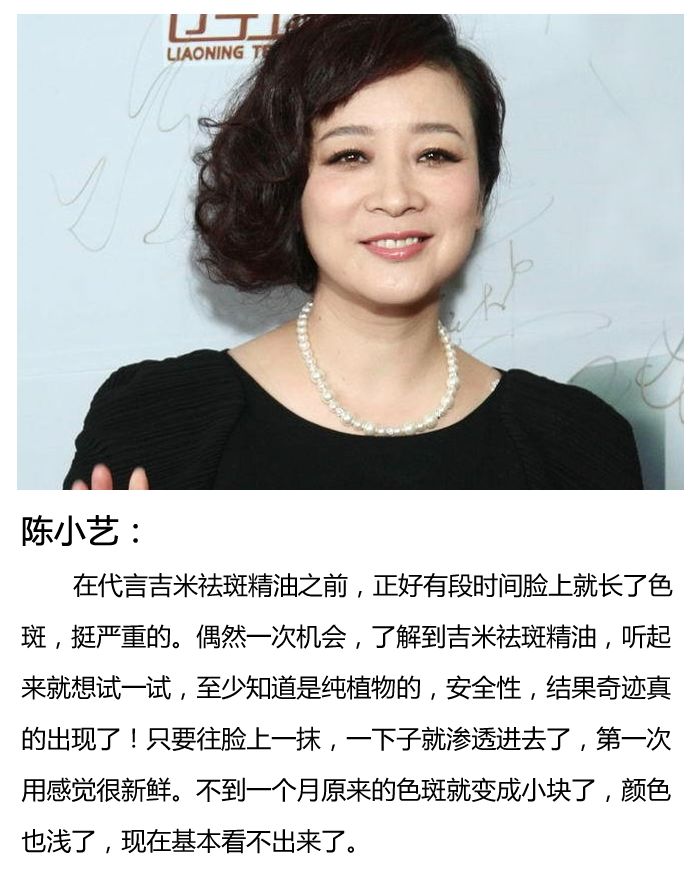 LIAONING TE
陈小艺：
在代言吉米祛斑精油之前，正好有段时间脸上就长了色
斑，挺严重的。偶然一次机会，了解到吉米祛斑精油，听起
来就想试一试，至少知道是纯植物的，安全性，结果奇迹真
的出现了！只要往脸上一抹，一下子就渗透进去了，第一次
用感觉很新鲜。不到一个月原来的色斑就变成小块了，颜色
也浅了，现在基本看不出来了。